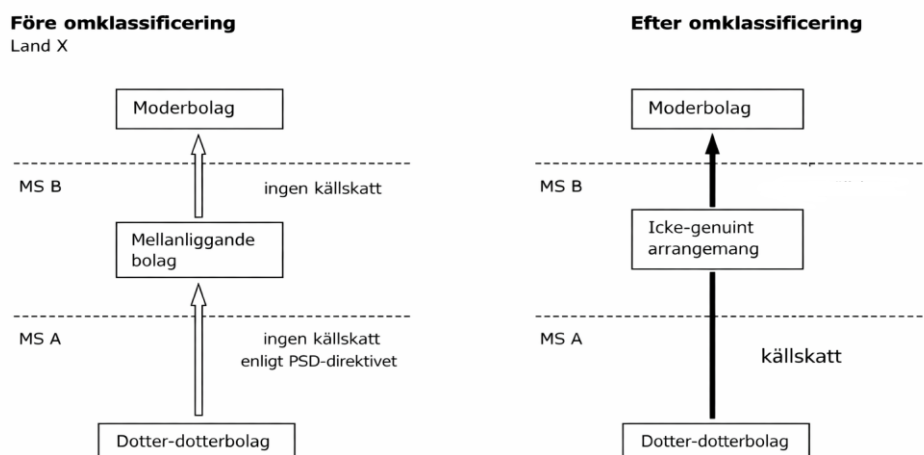 Före omklassificering
Land X
Moderbolag
MS B
ingen källskatt
Mellanliggande
bolag
MS A
ingen källskatt
enligt PSD-direktivet
Dotter-dotterbolag
Efter omklassificering
Moderbolag
MS B
Icke-genuint
arrangemang
MS A
källskatt
Dotter-dotterbolag